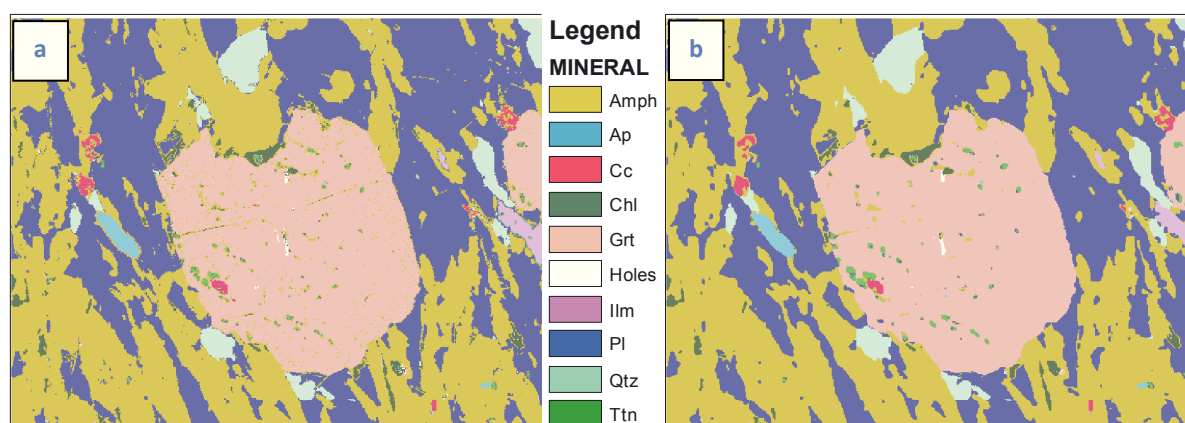 a
Legend
MINERAL
Amph
Ap
Cc
Chl
Grt
Holes
Ilm
Pl
Qtz
Ttn
b